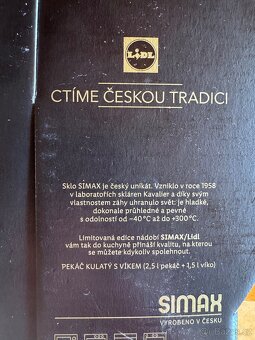 LIDL
CTÍME ČESKOU TRADICI
Sklo SIMAX je český unikát. Vzniklo v roce 1958
v laboratořích skláren Kavalier a díky svým
vlastnostem záhy uhranulo svět: je hladké,
dokonale průhledné a pevné
s odolností od −40°C až do +300°C.
Limitovaná edice nádobí SIMAX/Lidl
vám tak do kuchyně přináší kvalitu, na kterou
se můžete kdykoliv spolehnout.
PEKÁČ KULATÝ S VÍKEM (2,5 l pekáč + 1,5 l víko)
SIMAX
VYROBENO V ČESKU